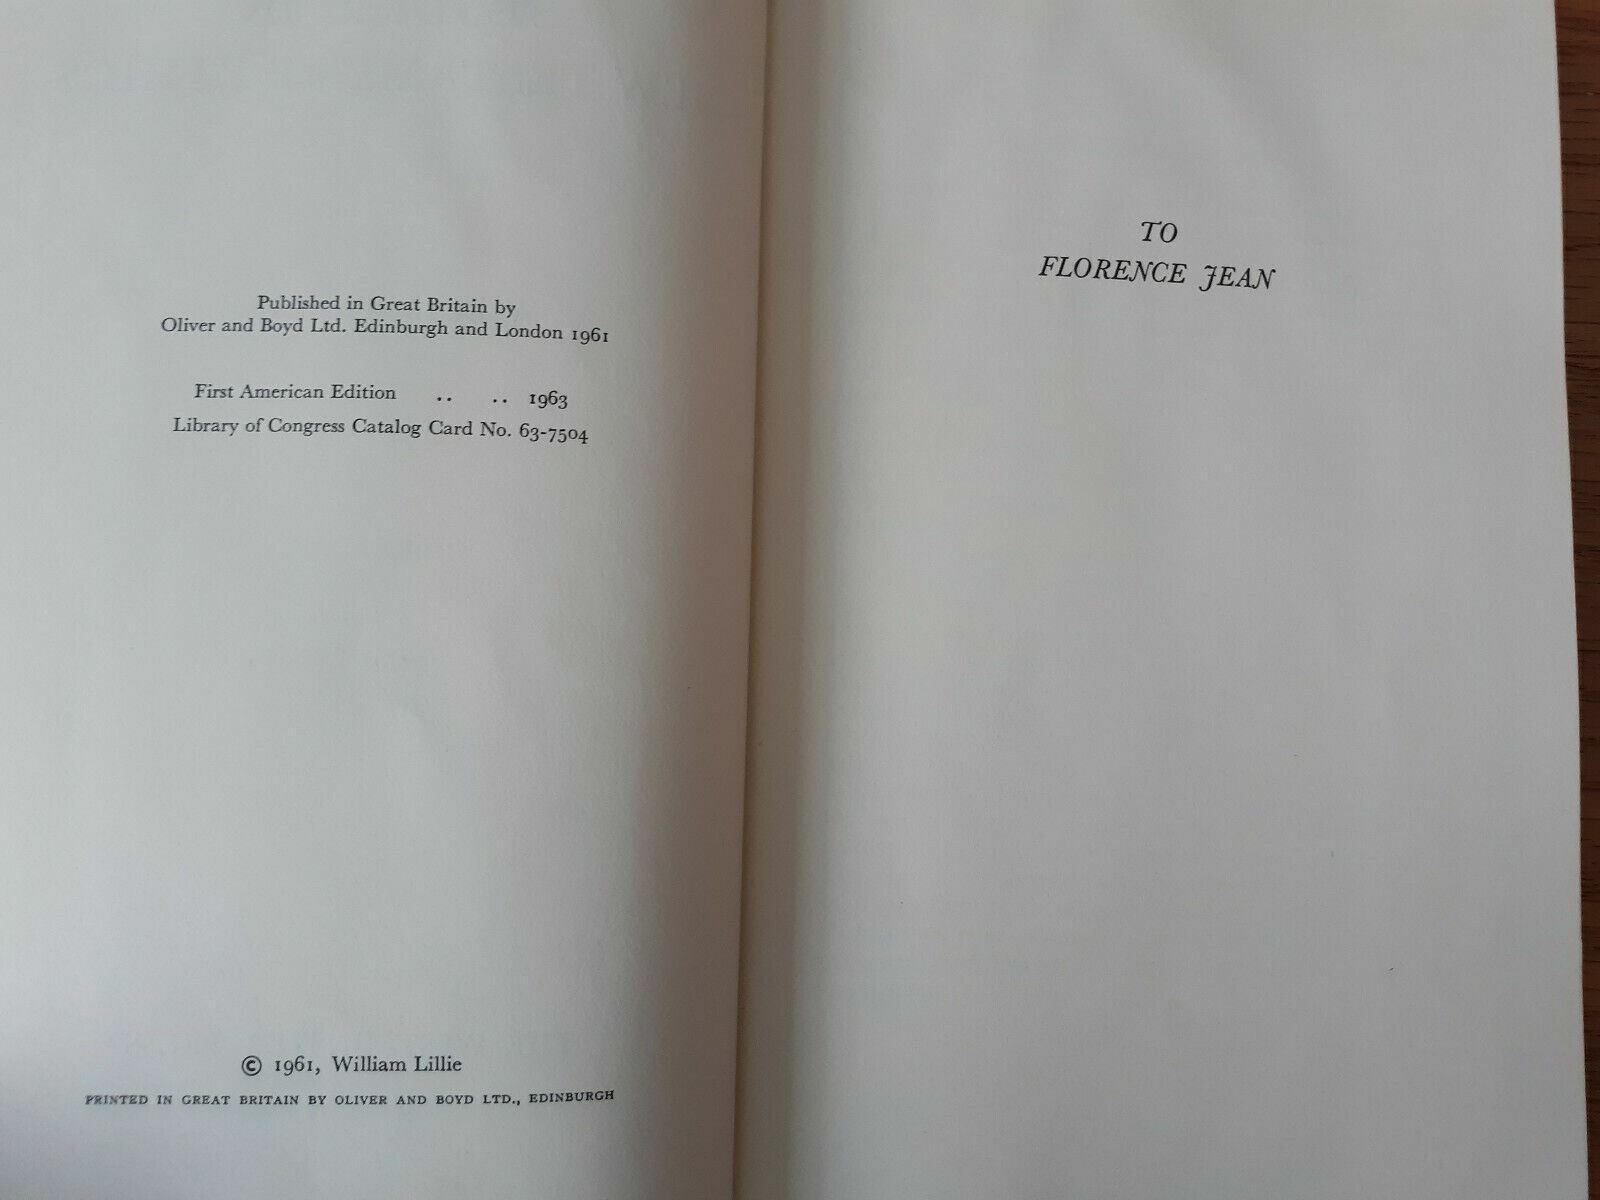 Published in Great Britain by
Oliver and Boyd Ltd. Edinburgh and London 1961
First American Edition .. .. 1963
Library of Congress Catalog Card No. 63-7504
© 1961, William Lillie
PRINTED IN GREAT BRITAIN BY OLIVER AND BOYD LTD., EDINBURGH
TO
FLORENCE JEAN